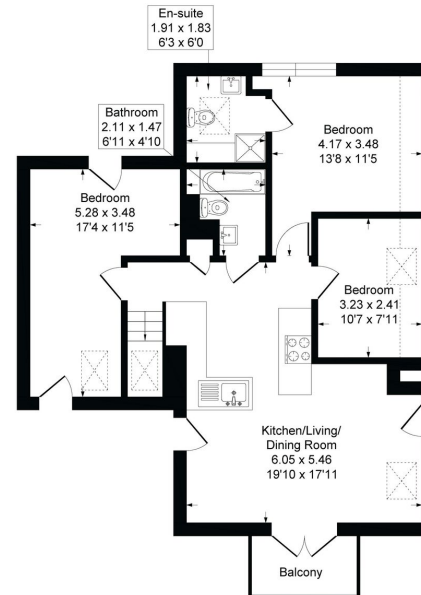 En-suite
1.91 x 1.83
6'3 x 6'0
Bathroom
2.11 x 1.47
6'11 x 4'10
Bedroom
4.17 x 3.48
13'8 x 11'5
Bedroom
5.28 x 3.48
17'4 x 11'5
Bedroom
3.23 x 2.41
10'7 x 7'11
Kitchen/Living/
Dining Room
6.05 x 5.46
19'10 x 17'11
Balcony